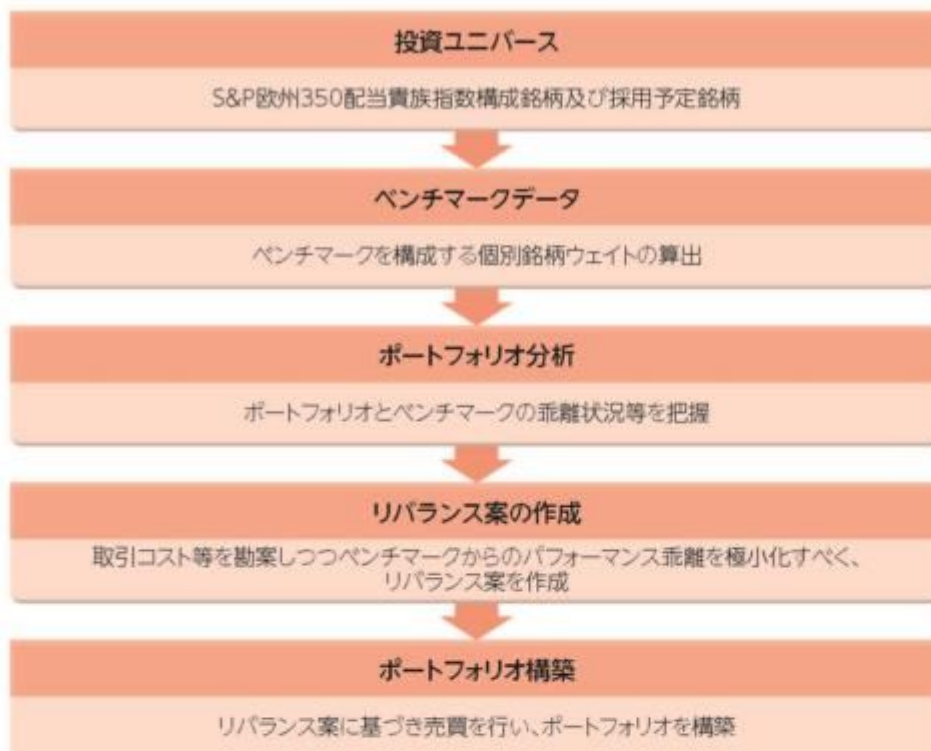 投資ユニバース
S&P欧州350配当貴族指数構成銘柄及び採用予定銘柄
ベンチマークデータ
ベンチマークを構成する個別銘柄ウェイトの算出
ポートフォリオ分析
ポートフォリオとベンチマークの乖離状況等を把握
リバランス案の作成
取引コスト等を勘案しつつベンチマークからのパフォーマンス乖離を極小化すべく、
リバランス案を作成
ポートフォリオ構築
リバランス案に基づき売買を行い、ポートフォリオを構築